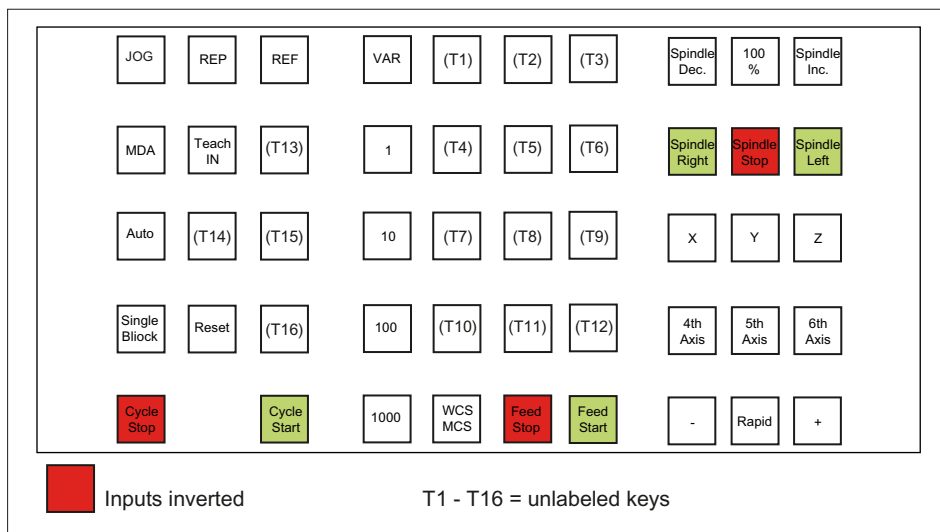 JOG REP REF VAR (T1) (T2) (T3) Spindle Dec. 100 % Spindle Inc.
MDA Teach IN (T13) 1 (T4) (T5) (T6) Spindle Right Spindle Stop Spindle Left
Auto (T14) (T15) 10 (T7) (T8) (T9) X Y Z
Single Bliock Reset (T16) 100 (T10) (T11) (T12) 4th Axis 5th Axis 6th Axis
Cycle Stop Cycle Start 1000 WCS MCS Feed Stop Feed Start - Rapid +
Inputs inverted T1 - T16 = unlabeled keys